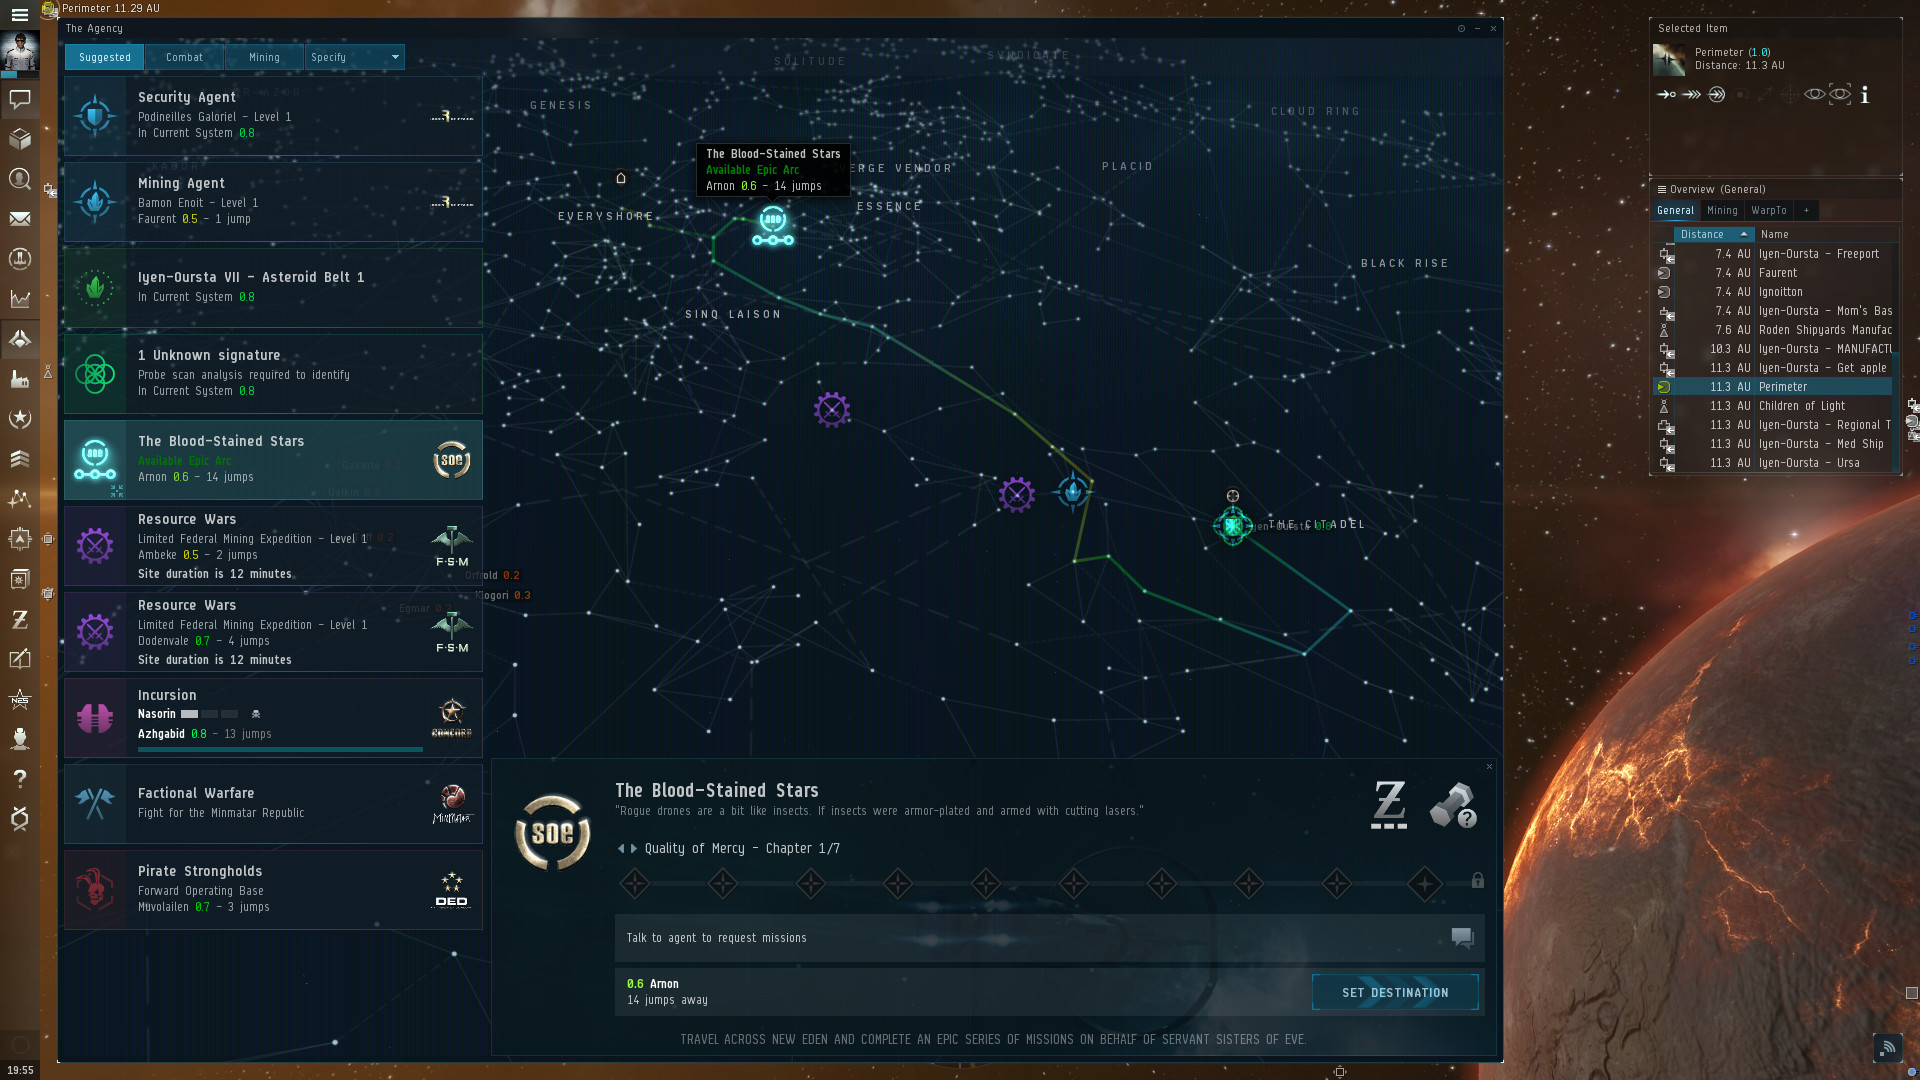 Perimeter 11.29 AU
The Agency
Suggested
Combat
Mining
Specify
Security Agent
Podineilles Galoriel - Level 1
In Current System 0.8
Mining Agent
Bamon Enoit - Level 1
Faurent 0.5 - 1 jump
Iyen-Oursta VII - Asteroid Belt 1
In Current System 0.8
1 Unknown signature
Probe scan analysis required to identify
In Current System 0.8
The Blood-Stained Stars
Available Epic Arc
Arnon 0.6 - 14 jumps
SOE
Resource Wars
Limited Federal Mining Expedition - Level 1
Ambeke 0.5 - 2 jumps
Site duration is 12 minutes
F·S·M
Resource Wars
Limited Federal Mining Expedition - Level 1
Dodenvale 0.7 - 4 jumps
Site duration is 12 minutes
F·S·M
Incursion
Nasorin
Azhgabid 0.8 - 13 jumps
CONCORD
Factional Warfare
Fight for the Minmatar Republic
MINMATAR
Pirate Strongholds
Forward Operating Base
Muvolailen 0.7 - 3 jumps
DED
SOLITUDE
SYNDICATE
GENESIS
CLOUD RING
The Blood-Stained Stars
Available Epic Arc
Arnon 0.6 - 14 jumps
VERGE VENDOR
PLACID
EVERYSHORE
ESSENCE
BLACK RISE
SINQ LAISON
THE CITADEL
Orfrold 0.2
Klogori 0.3
Egmar
SOE
The Blood-Stained Stars
"Rogue drones are a bit like insects. If insects were armor-plated and armed with cutting lasers."
Quality of Mercy - Chapter 1/7
Talk to agent to request missions
0.6 Arnon
14 jumps away
SET DESTINATION
TRAVEL ACROSS NEW EDEN AND COMPLETE AN EPIC SERIES OF MISSIONS ON BEHALF OF SERVANT SISTERS OF EVE.
Selected Item
Perimeter (1.0)
Distance: 11.3 AU
Overview (General)
General
Mining
WarpTo
+
Distance
Name
7.4 AU Iyen-Oursta - Freeport
7.4 AU Faurent
7.4 AU Ignoitton
7.4 AU Iyen-Oursta - Mom's Bas
7.6 AU Roden Shipyards Manufac
10.3 AU Iyen-Oursta - MANUFACTU
11.3 AU Iyen-Oursta - Get apple
11.3 AU Perimeter
11.3 AU Children of Light
11.3 AU Iyen-Oursta - Regional T
11.3 AU Iyen-Oursta - Med Ship
11.3 AU Iyen-Oursta - Ursa
NES
19:55